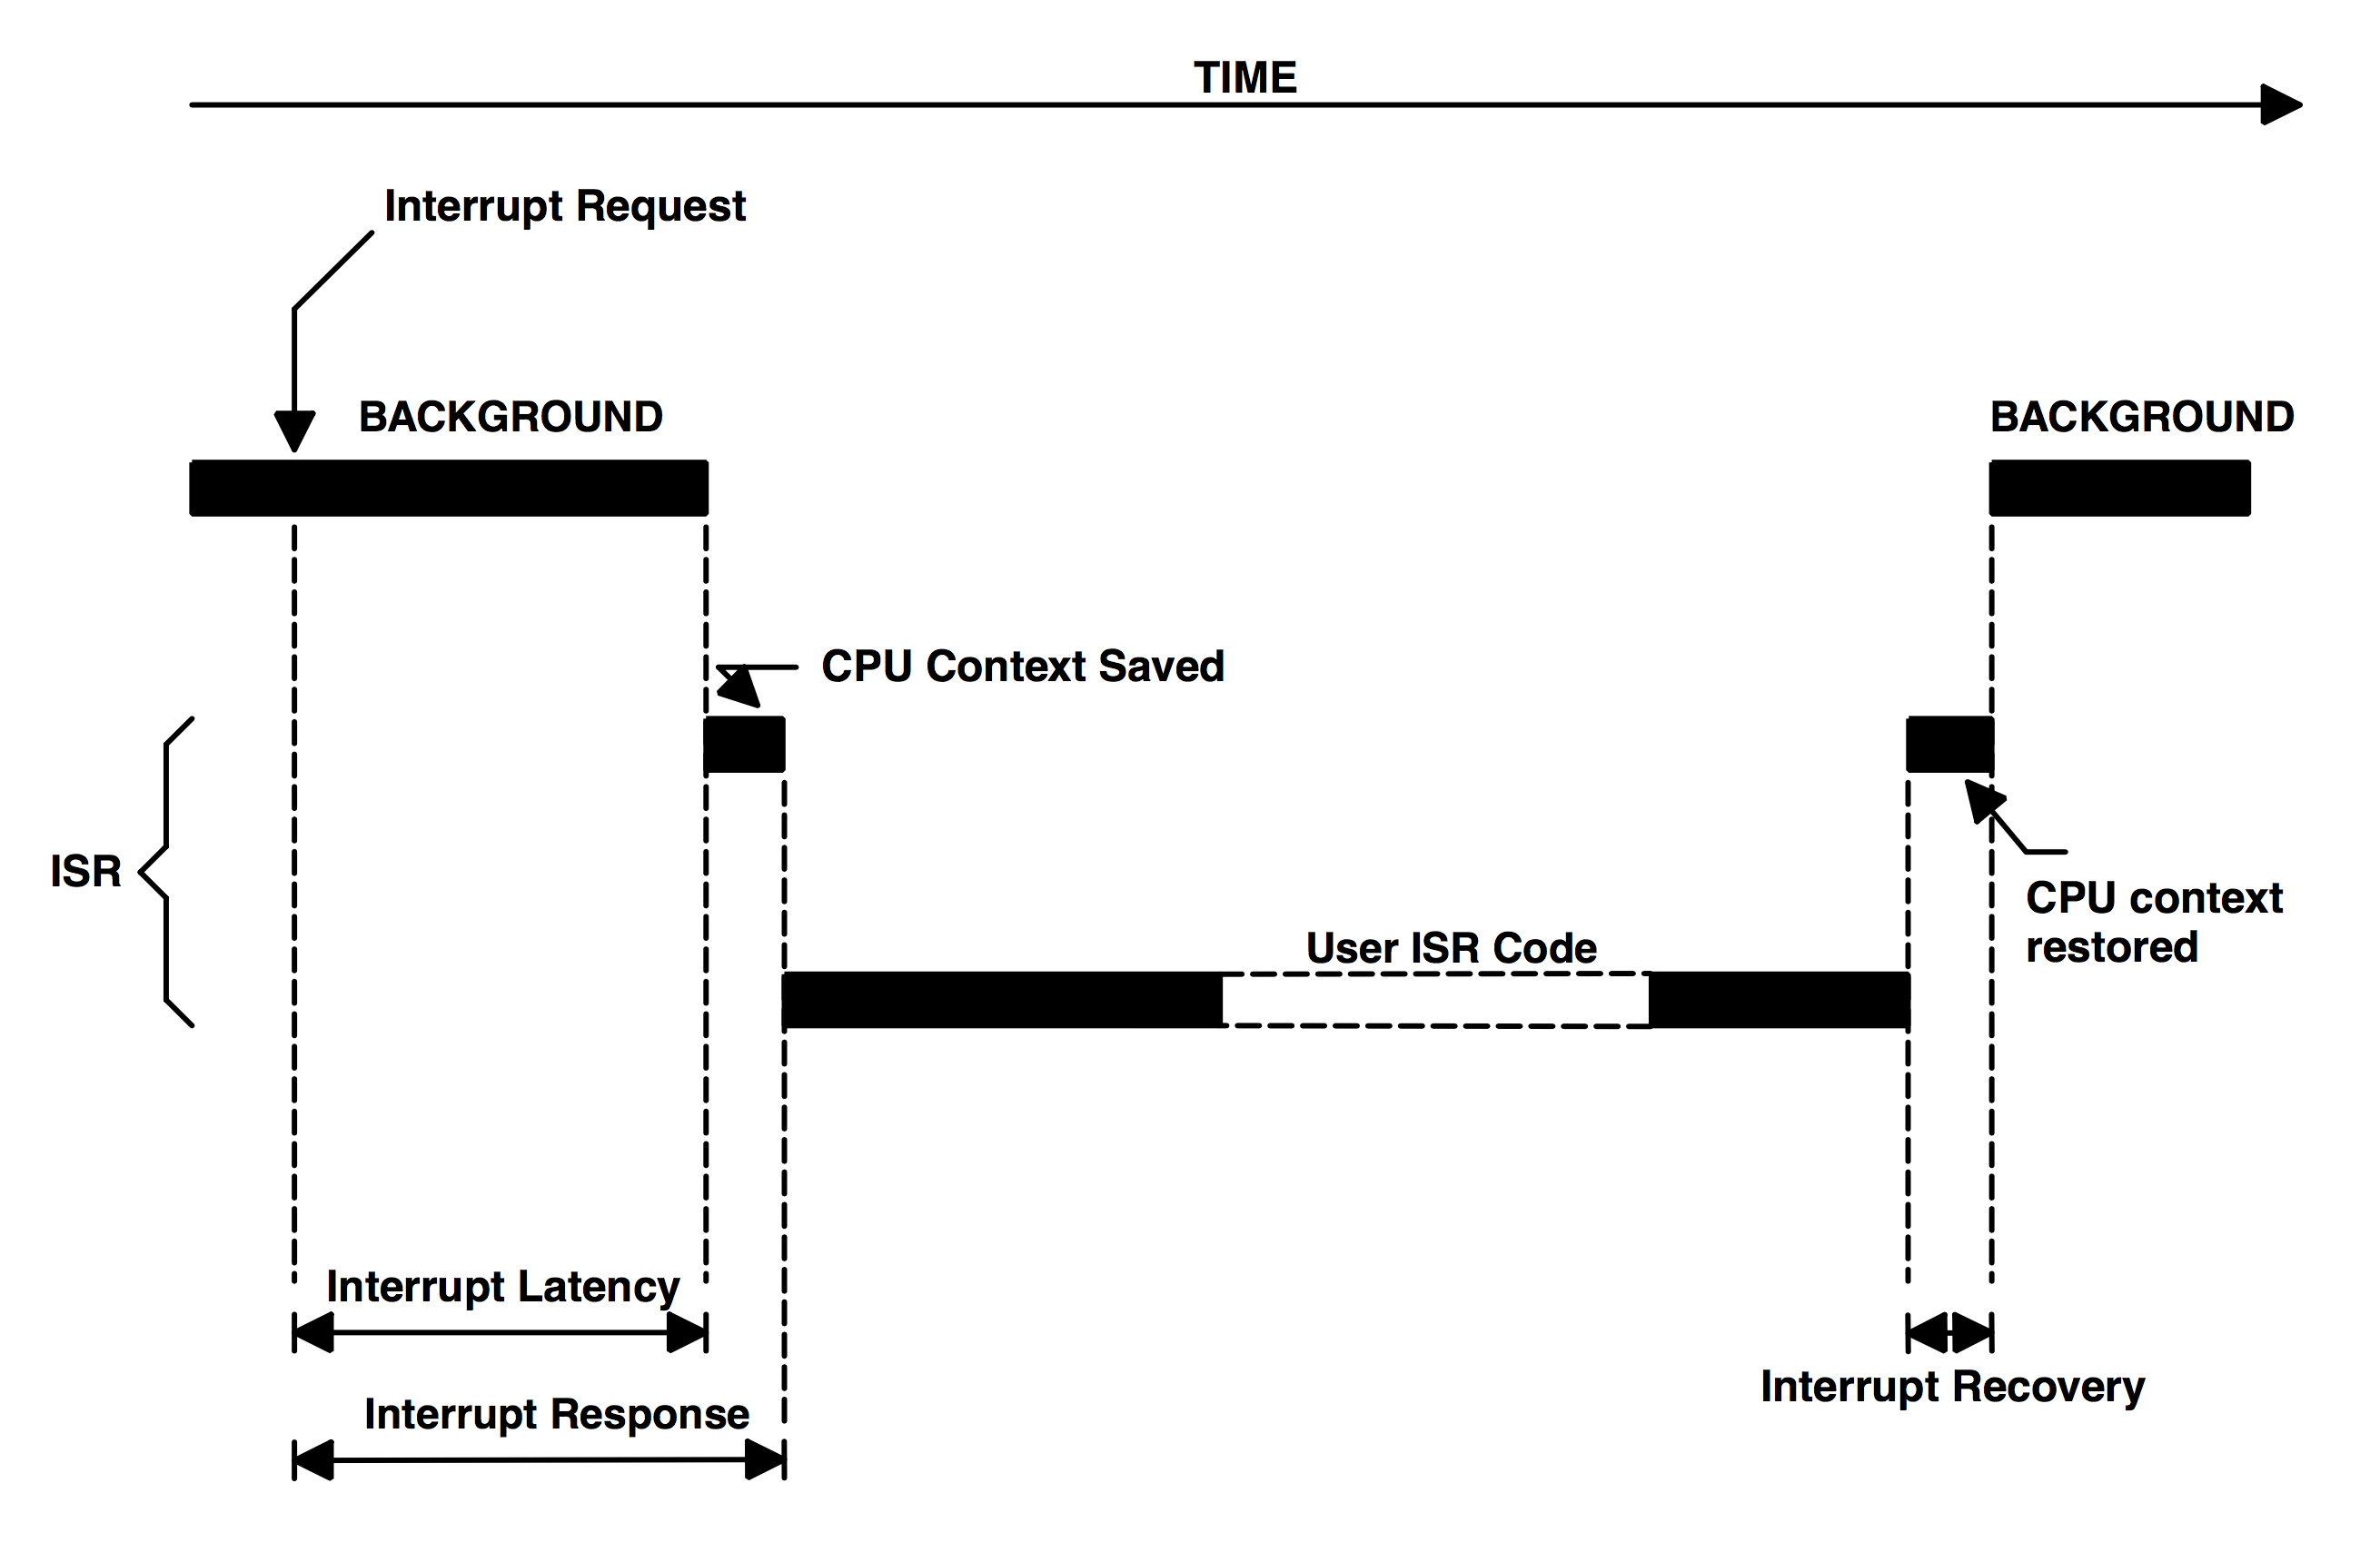 TIME
Interrupt Request
BACKGROUND
BACKGROUND
CPU Context Saved
ISR
CPU context
restored
User ISR Code
Interrupt Latency
Interrupt Recovery
Interrupt Response